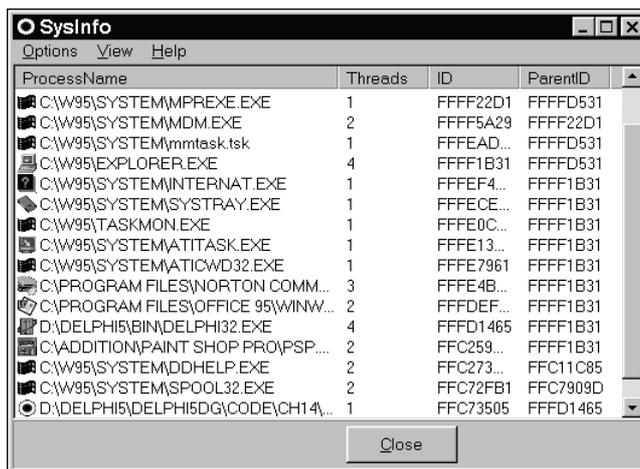 SysInfo
Options View Help
ProcessName Threads ID ParentID
C:\W95\SYSTEM\MPREXE.EXE 1 FFFF22D1 FFFFD531
C:\W95\SYSTEM\MDM.EXE 2 FFFF5A29 FFFF22D1
C:\W95\SYSTEM\mmtask.tsk 1 FFFEAD... FFFFD531
C:\W95\EXPLORER.EXE 4 FFFF1B31 FFFFD531
C:\W95\SYSTEM\INTERNAT.EXE 1 FFFEF4... FFFF1B31
C:\W95\SYSTEM\SYSTRAY.EXE 1 FFFECE... FFFF1B31
C:\W95\TASKMON.EXE 1 FFFE0C... FFFF1B31
C:\W95\SYSTEM\ATITASK.EXE 1 FFFE13... FFFF1B31
C:\W95\SYSTEM\ATICWD32.EXE 1 FFFE7961 FFFF1B31
C:\PROGRAM FILES\NORTON COMM... 3 FFFE4B... FFFF1B31
C:\PROGRAM FILES\OFFICE 95\WINW... 2 FFFDEF... FFFF1B31
D:\DELPHI5\BIN\DELPHI32.EXE 4 FFFD1465 FFFF1B31
C:\ADDITION\PAINT SHOP PRO\PSP.... 2 FFC259... FFFF1B31
C:\W95\SYSTEM\DDHELP.EXE 2 FFC273... FFC11C85
C:\W95\SYSTEM\SPOOL32.EXE 2 FFC72FB1 FFC7909D
D:\DELPHI5\DELPHI5DG\CODE\CH14\... 1 FFC73505 FFFD1465
Close